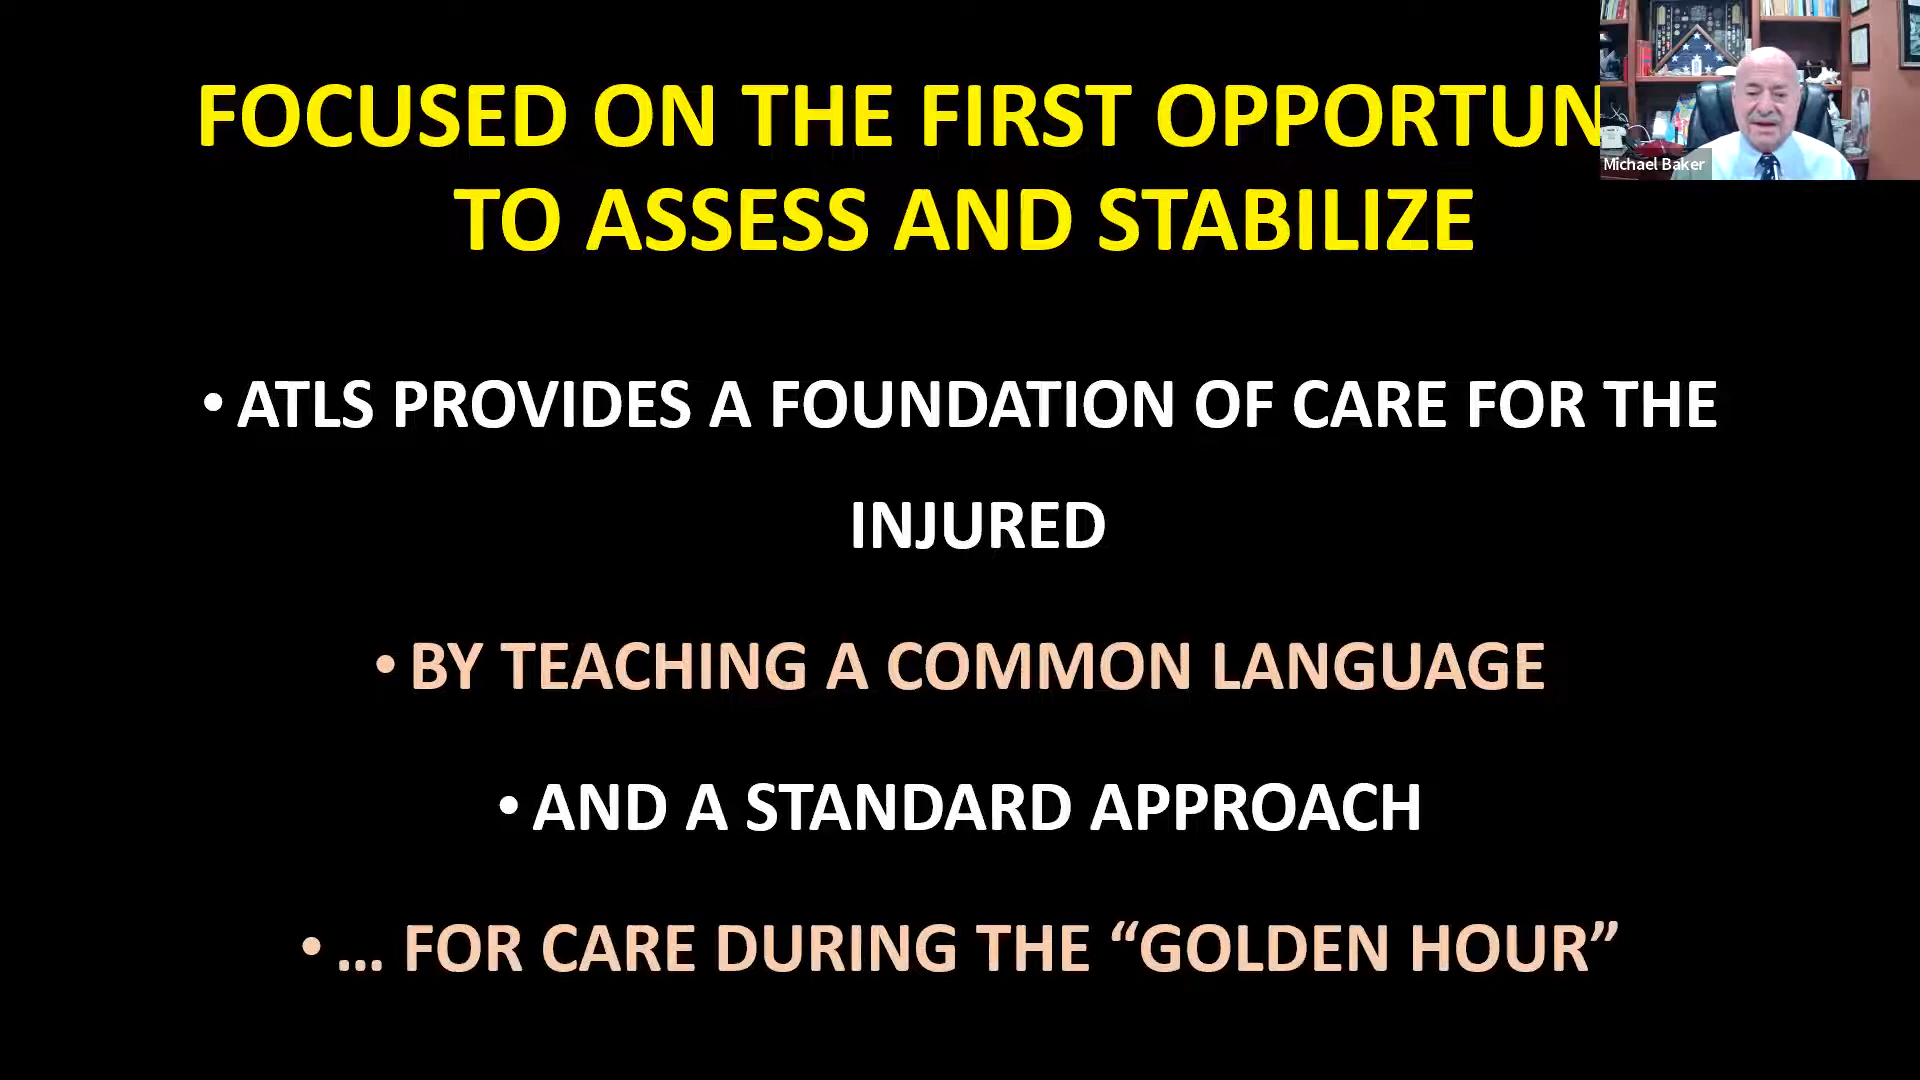 FOCUSED ON THE FIRST OPPORTUN
TO ASSESS AND STABILIZE
Michael Baker
• ATLS PROVIDES A FOUNDATION OF CARE FOR THE
INJURED
• BY TEACHING A COMMON LANGUAGE
• AND A STANDARD APPROACH
• ... FOR CARE DURING THE “GOLDEN HOUR”